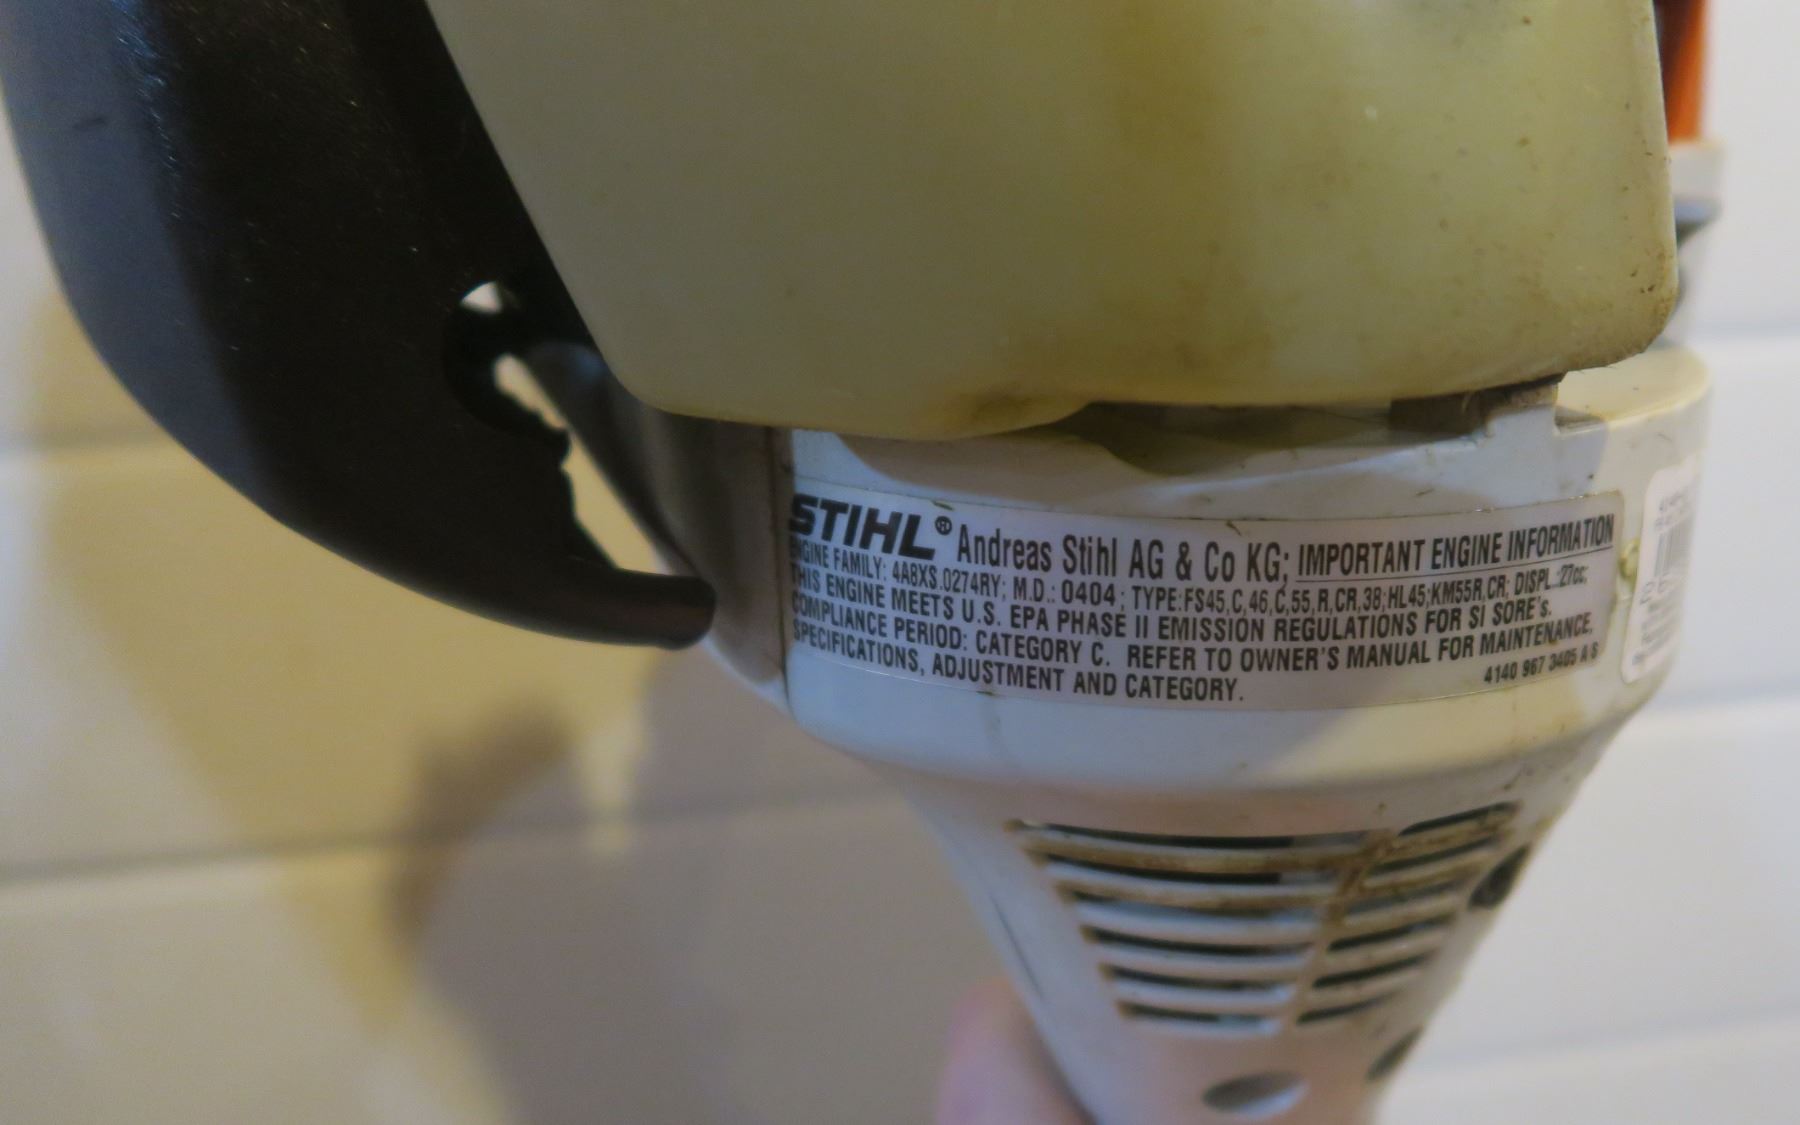 STIHL® Andreas Stihl AG & Co KG; IMPORTANT ENGINE INFORMATION
ENGINE FAMILY: 4A8XS.0274RY; M.D.: 0404; TYPE:FS45,C,46,C,55,R,CR,38;HL45;KM55R,CR; DISPL.:27cc;
THIS ENGINE MEETS U.S. EPA PHASE II EMISSION REGULATIONS FOR SI SORE's.
COMPLIANCE PERIOD: CATEGORY C. REFER TO OWNER'S MANUAL FOR MAINTENANCE,
SPECIFICATIONS, ADJUSTMENT AND CATEGORY.
4140 967 3405 A S